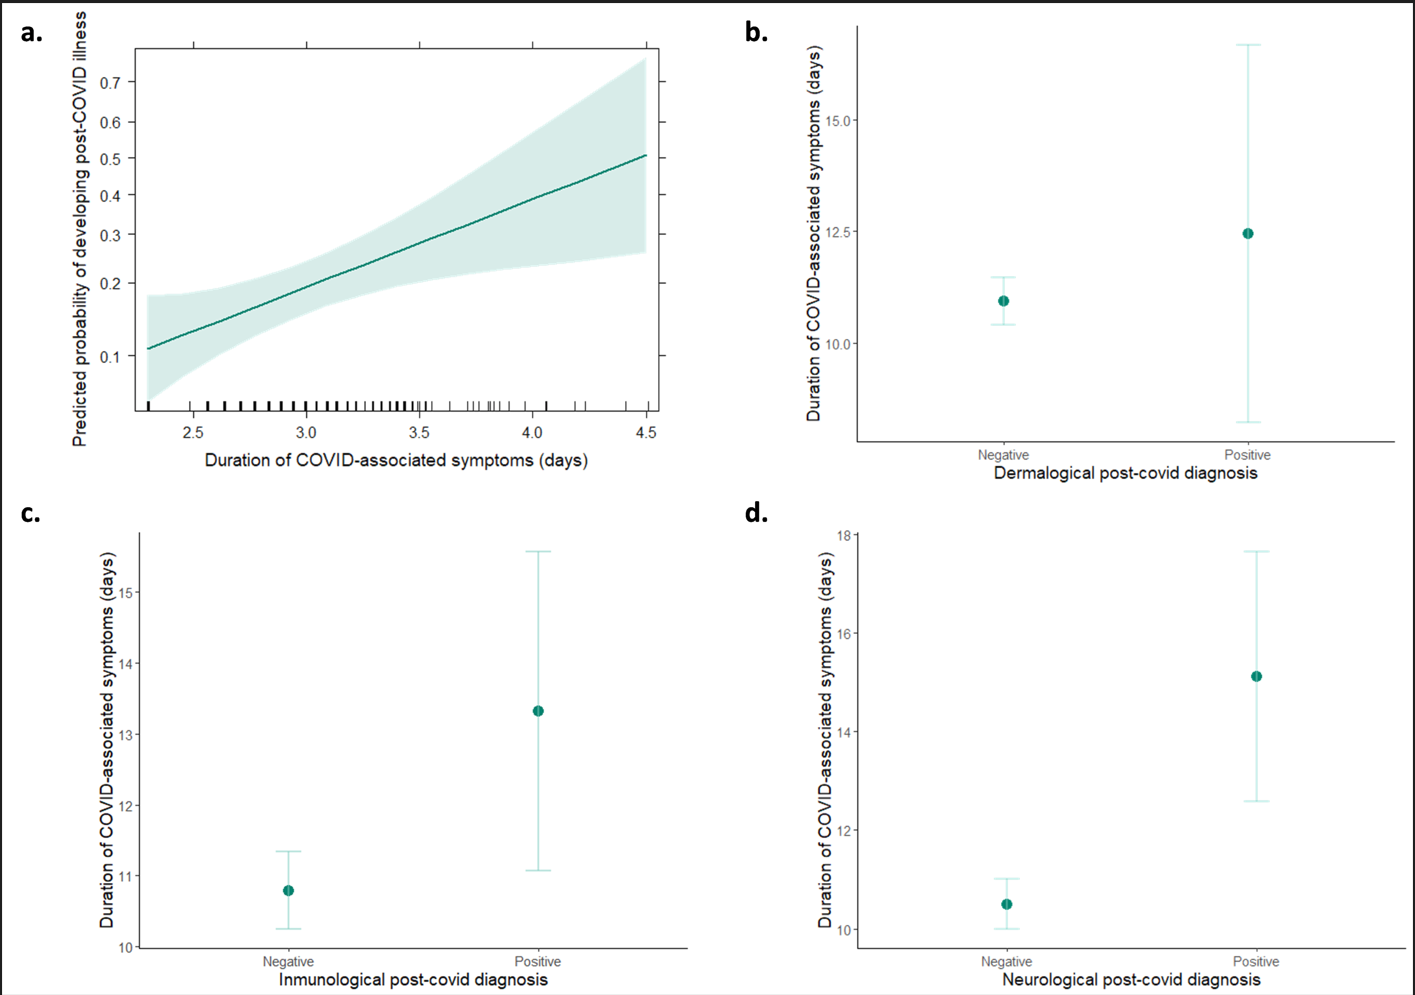 a.
Predicted probability of developing post-COVID illness
0.7
0.6
0.5
0.4
0.3
0.2
0.1
2.5 3.0 3.5 4.0 4.5
Duration of COVID-associated symptoms (days)
b.
Duration of COVID-associated symptoms (days)
15.0
12.5
10.0
Negative Positive
Dermalogical post-covid diagnosis
c.
Duration of COVID-associated symptoms (days)
15
14
13
12
11
10
Negative Positive
Inmunological post-covid diagnosis
d.
Duration of COVID-associated symptoms (days)
18
16
14
12
10
Negative Positive
Neurological post-covid diagnosis